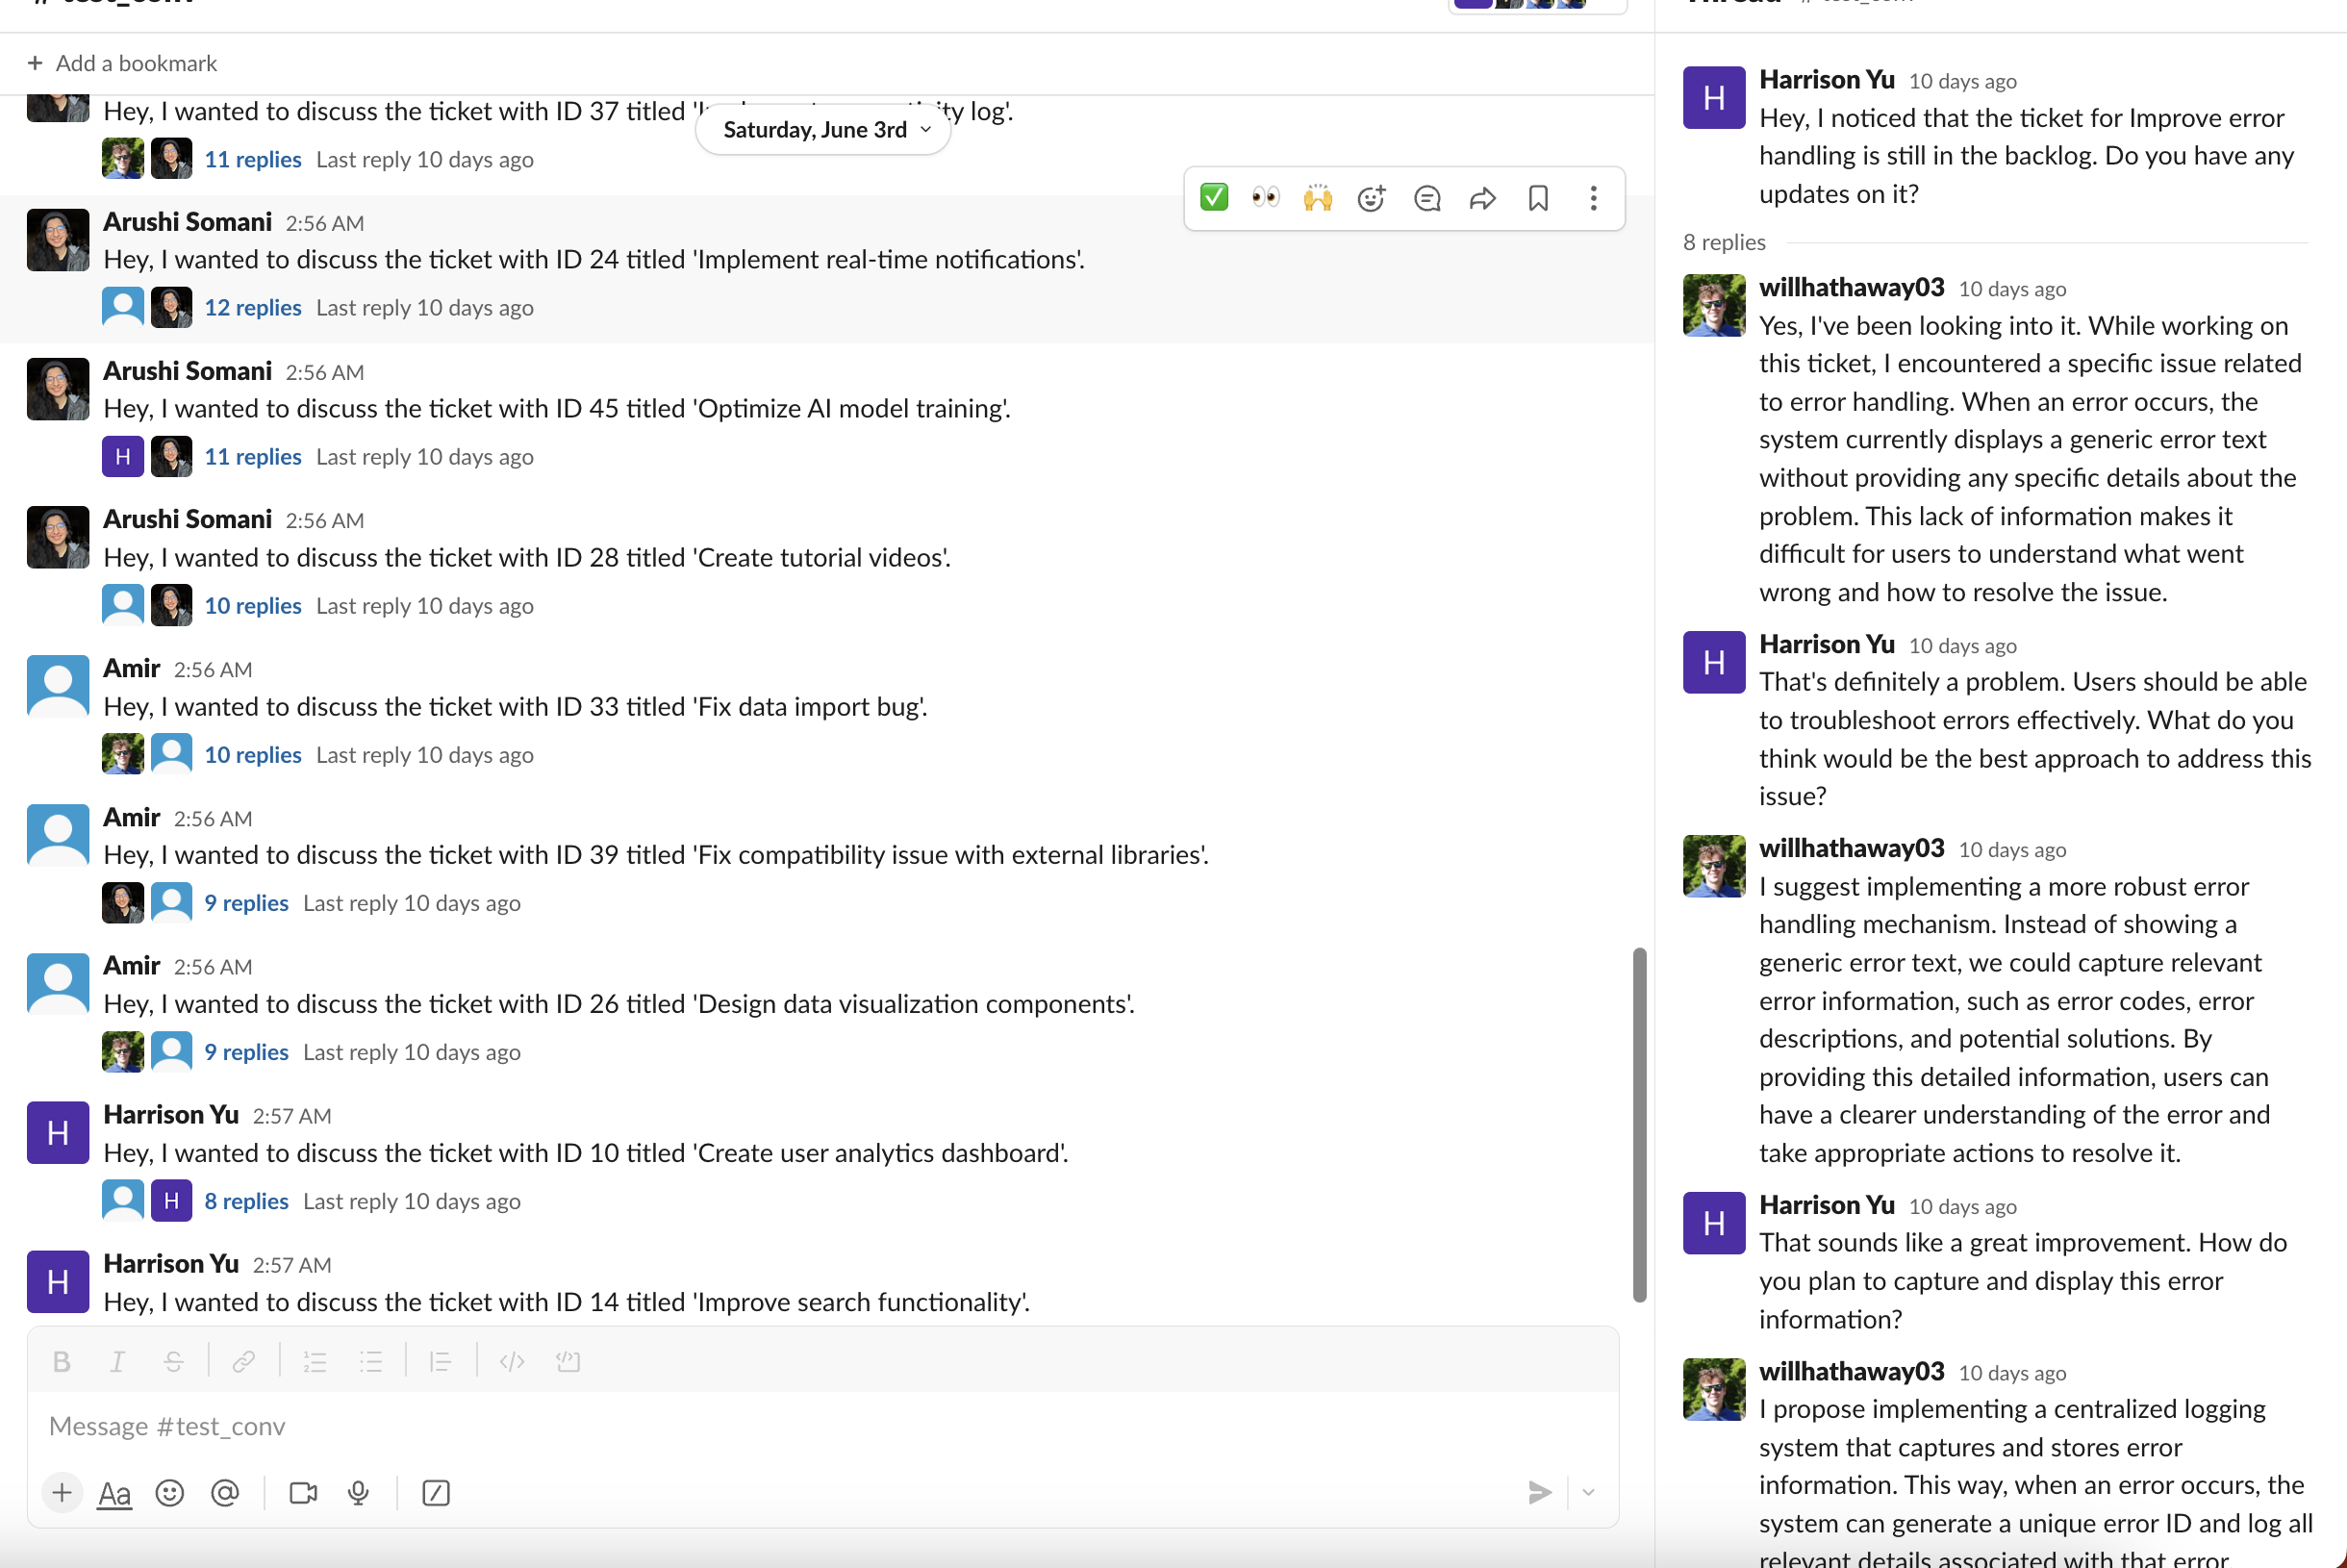 # test_conv
+ Add a bookmark
Hey, I wanted to discuss the ticket with ID 37 titled 'I ty log'.
Saturday, June 3rd
11 replies Last reply 10 days ago
Arushi Somani 2:56 AM
Hey, I wanted to discuss the ticket with ID 24 titled 'Implement real-time notifications'.
12 replies Last reply 10 days ago
Arushi Somani 2:56 AM
Hey, I wanted to discuss the ticket with ID 45 titled 'Optimize AI model training'.
H
11 replies Last reply 10 days ago
Arushi Somani 2:56 AM
Hey, I wanted to discuss the ticket with ID 28 titled 'Create tutorial videos'.
10 replies Last reply 10 days ago
Amir 2:56 AM
Hey, I wanted to discuss the ticket with ID 33 titled 'Fix data import bug'.
10 replies Last reply 10 days ago
Amir 2:56 AM
Hey, I wanted to discuss the ticket with ID 39 titled 'Fix compatibility issue with external libraries'.
9 replies Last reply 10 days ago
Amir 2:56 AM
Hey, I wanted to discuss the ticket with ID 26 titled 'Design data visualization components'.
9 replies Last reply 10 days ago
H
Harrison Yu 2:57 AM
Hey, I wanted to discuss the ticket with ID 10 titled 'Create user analytics dashboard'.
H
8 replies Last reply 10 days ago
H
Harrison Yu 2:57 AM
Hey, I wanted to discuss the ticket with ID 14 titled 'Improve search functionality'.
B I S
Message #test_conv
+ Aa @
Thread # test_conv
H
Harrison Yu 10 days ago
Hey, I noticed that the ticket for Improve error
handling is still in the backlog. Do you have any
updates on it?
8 replies
willhathaway03 10 days ago
Yes, I've been looking into it. While working on
this ticket, I encountered a specific issue related
to error handling. When an error occurs, the
system currently displays a generic error text
without providing any specific details about the
problem. This lack of information makes it
difficult for users to understand what went
wrong and how to resolve the issue.
H
Harrison Yu 10 days ago
That's definitely a problem. Users should be able
to troubleshoot errors effectively. What do you
think would be the best approach to address this
issue?
willhathaway03 10 days ago
I suggest implementing a more robust error
handling mechanism. Instead of showing a
generic error text, we could capture relevant
error information, such as error codes, error
descriptions, and potential solutions. By
providing this detailed information, users can
have a clearer understanding of the error and
take appropriate actions to resolve it.
H
Harrison Yu 10 days ago
That sounds like a great improvement. How do
you plan to capture and display this error
information?
willhathaway03 10 days ago
I propose implementing a centralized logging
system that captures and stores error
information. This way, when an error occurs, the
system can generate a unique error ID and log all
relevant details associated with that error.